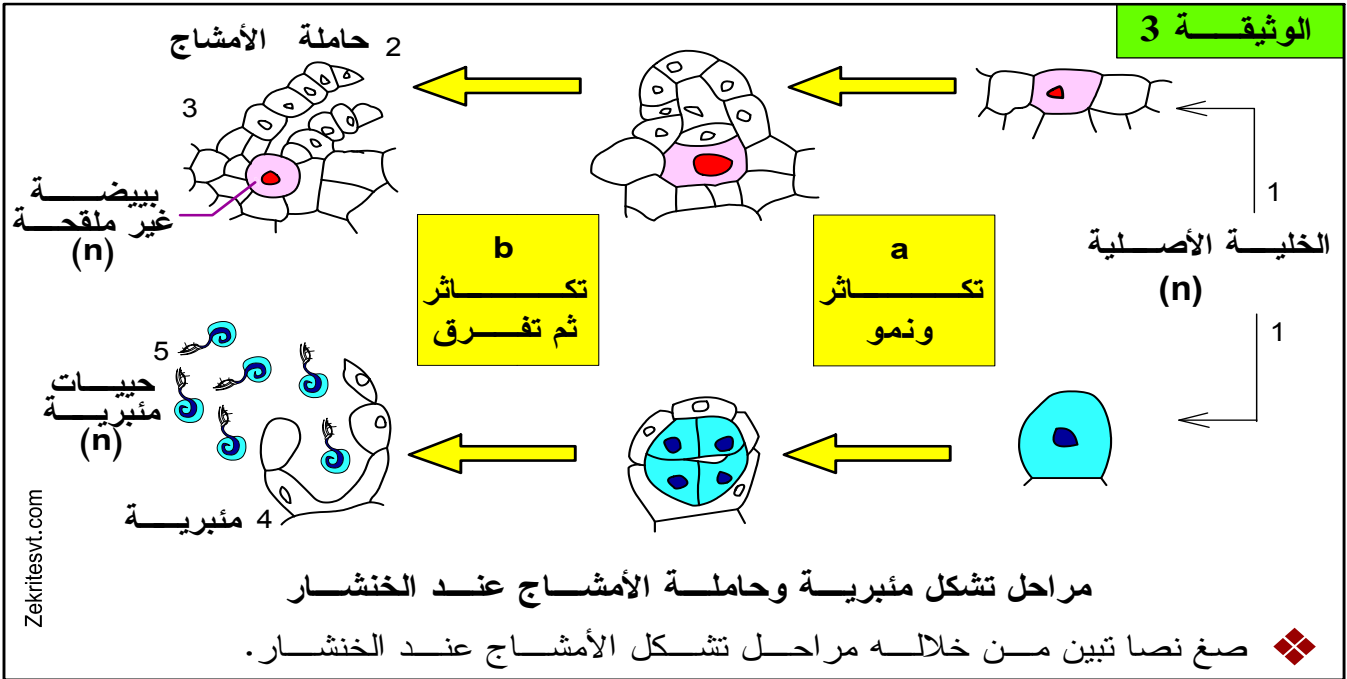 الوثيقة 3
2 حاملة الأمشاج
3
بييضة
غير ملقحة
(n)
1
الخلية الأصلية
(n)
1
a
تكاثر
ونمو
b
تكاثر
ثم تفرق
5
حييات
مئبرية
(n)
4 مئبرية
مراحل تشكل مئبرية وحاملة الأمشاج عند الخنشار
صغ نصا تبين من خلاله مراحل تشكل الأمشاج عند الخنشار.
Zekritesvt.com